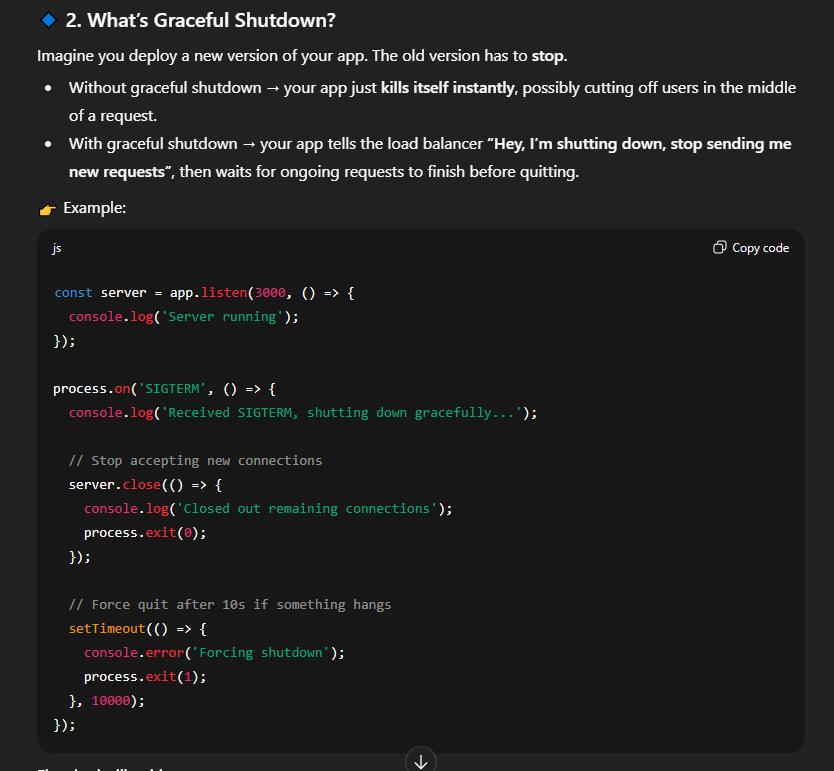 2. What’s Graceful Shutdown?
Imagine you deploy a new version of your app. The old version has to stop.
• Without graceful shutdown → your app just kills itself instantly, possibly cutting off users in the middle
of a request.
• With graceful shutdown → your app tells the load balancer “Hey, I’m shutting down, stop sending me
new requests”, then waits for ongoing requests to finish before quitting.
👉 Example:
js
Copy code
const server = app.listen(3000, () => {
  console.log('Server running');
});
process.on('SIGTERM', () => {
  console.log('Received SIGTERM, shutting down gracefully...');
  // Stop accepting new connections
  server.close(() => {
    console.log('Closed out remaining connections');
    process.exit(0);
  });
  // Force quit after 10s if something hangs
  setTimeout(() => {
    console.error('Forcing shutdown');
    process.exit(1);
  }, 10000);
});